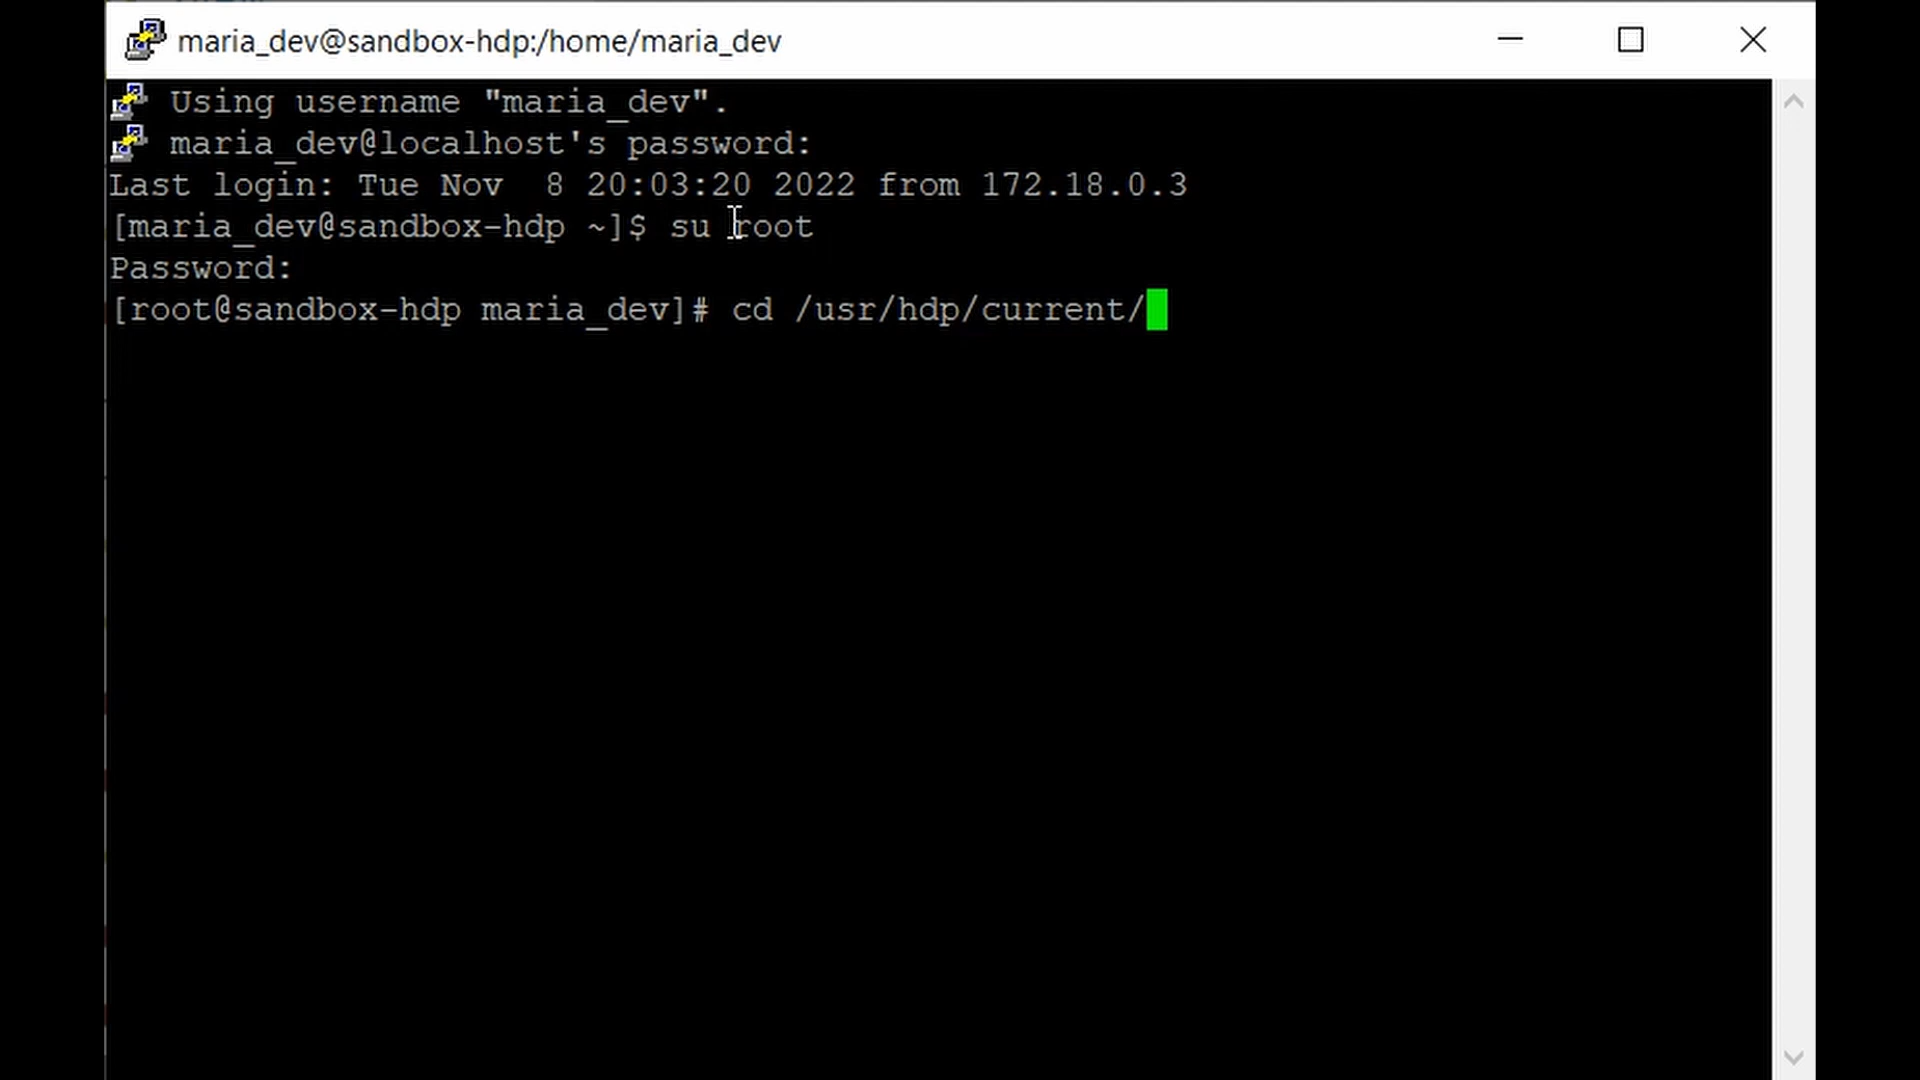 maria_dev@sandbox-hdp:/home/maria_dev
Using username "maria_dev".
maria_dev@localhost's password:
Last login: Tue Nov  8 20:03:20 2022 from 172.18.0.3
[maria_dev@sandbox-hdp ~]$ su root
Password:
[root@sandbox-hdp maria_dev]# cd /usr/hdp/current/